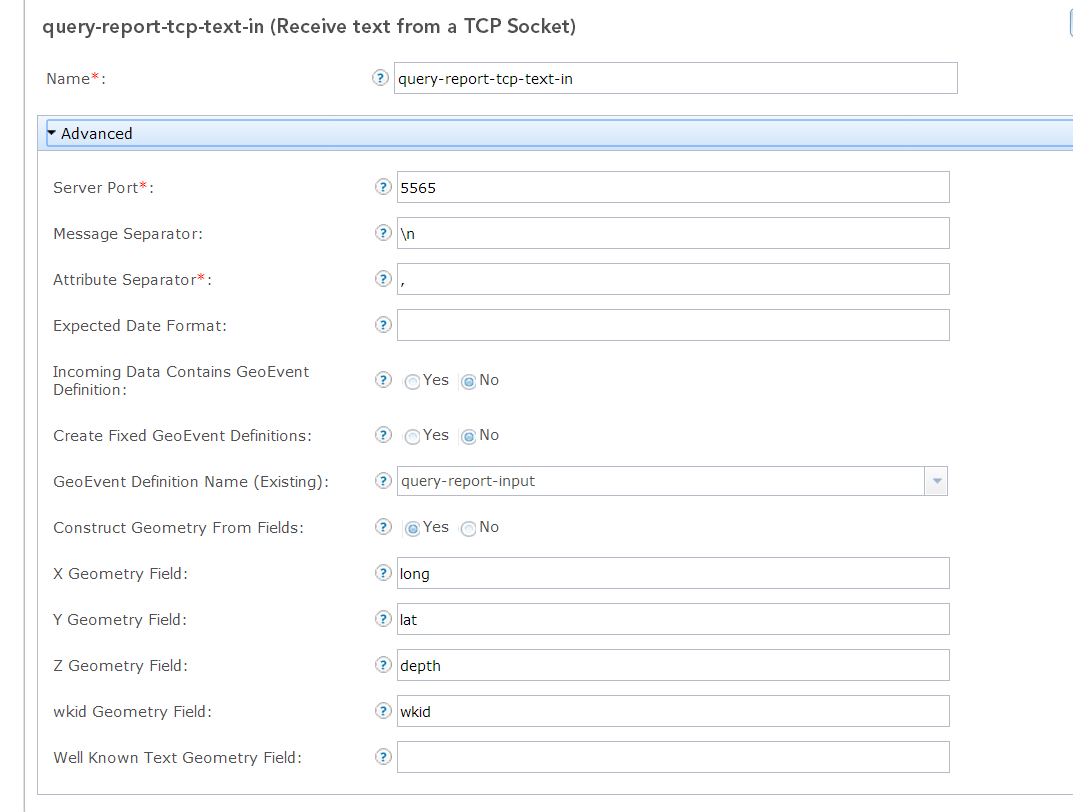 query-report-tcp-text-in (Receive text from a TCP Socket)
Name*: ? query-report-tcp-text-in
Advanced
Server Port*: ? 5565
Message Separator: ? \n
Attribute Separator*: ? ,
Expected Date Format: ?
Incoming Data Contains GeoEvent
Definition: ? Yes No
Create Fixed GeoEvent Definitions: ? Yes No
GeoEvent Definition Name (Existing): ? query-report-input
Construct Geometry From Fields: ? Yes No
X Geometry Field: ? long
Y Geometry Field: ? lat
Z Geometry Field: ? depth
wkid Geometry Field: ? wkid
Well Known Text Geometry Field: ?